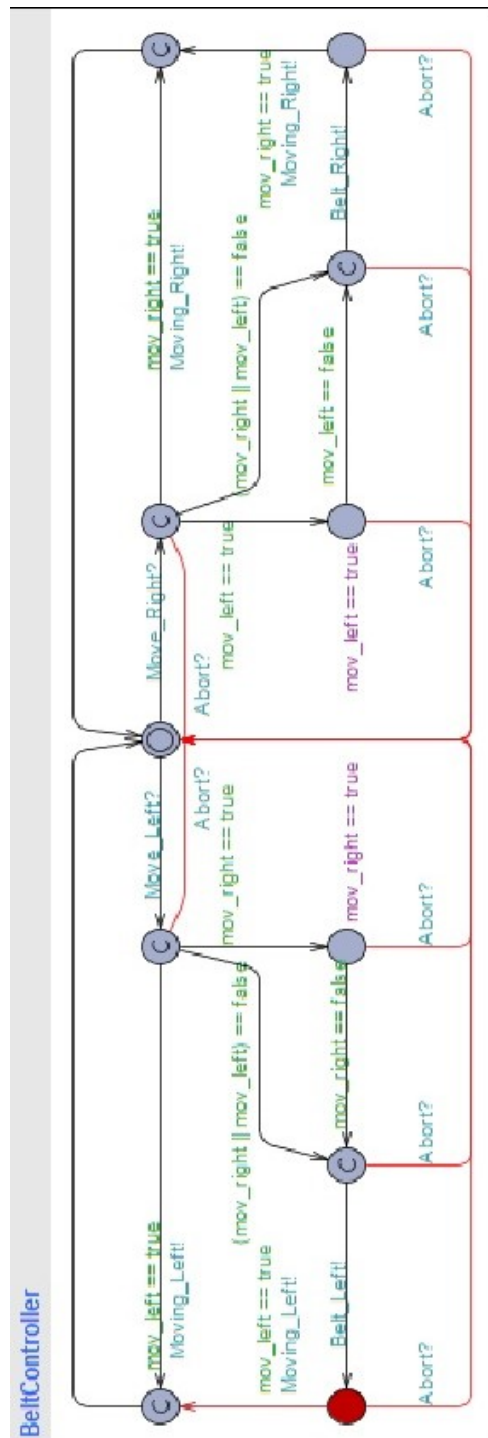 BeltController
C
mov_left == true
Moving_Left!
C
Move_Left?
Move_Right?
C
mov_right == true
Moving_Right!
C
Abort?
Abort?
(mov_right || mov_left) == false
mov_right == true
mov_left == true
mov_right || mov_left) == false
mov_left == true
Moving_Left!
mov_right == true
Moving_Right!
Belt_Left!
C
mov_right == false
mov_right == true
mov_left == true
mov_left == false
C
Belt_Right!
Abort?
Abort?
Abort?
Abort?
Abort?
Abort?